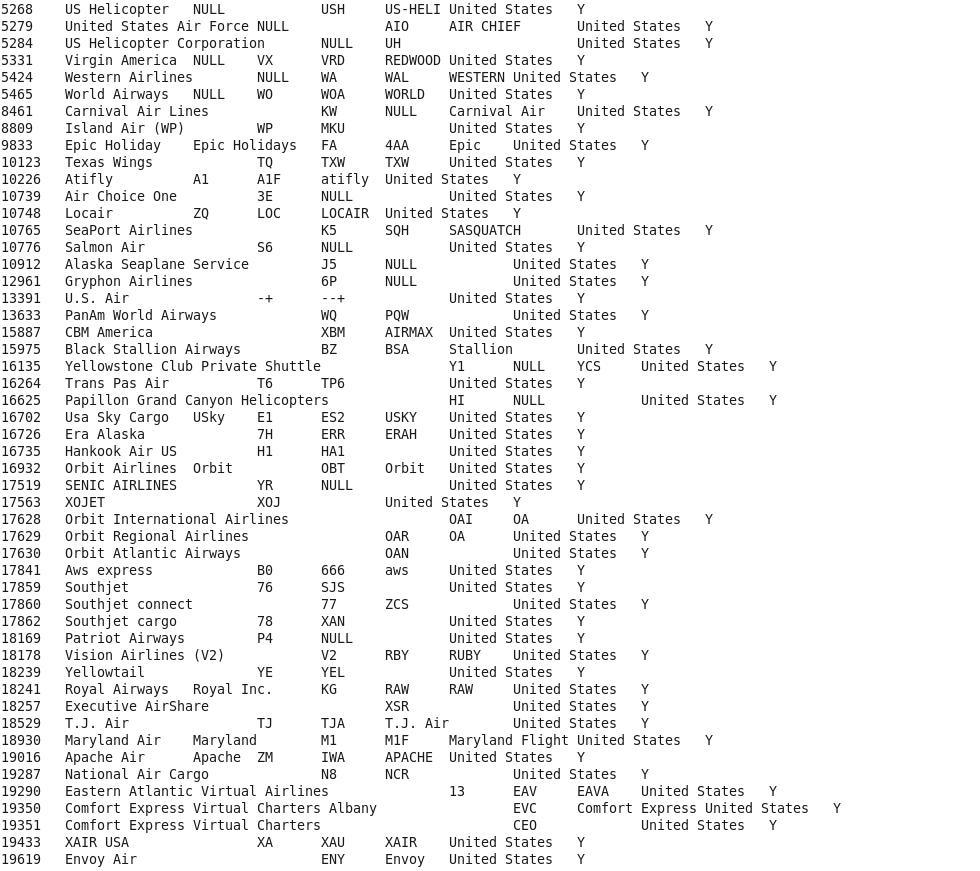 5268 US Helicopter NULL USH US-HELI United States Y
5279 United States Air Force NULL AIO AIR CHIEF United States Y
5284 US Helicopter Corporation NULL UH United States Y
5331 Virgin America NULL VX VRD REDWOOD United States Y
5424 Western Airlines NULL WA WAL WESTERN United States Y
5465 World Airways NULL WO WOA WORLD United States Y
8461 Carnival Air Lines KW NULL Carnival Air United States Y
8809 Island Air (WP) WP MKU United States Y
9833 Epic Holiday Epic Holidays FA 4AA Epic United States Y
10123 Texas Wings TQ TXW TXW United States Y
10226 Atifly A1 A1F atifly United States Y
10739 Air Choice One 3E NULL United States Y
10748 Locair ZQ LOC LOCAIR United States Y
10765 SeaPort Airlines K5 SQH SASQUATCH United States Y
10776 Salmon Air S6 NULL United States Y
10912 Alaska Seaplane Service J5 NULL United States Y
12961 Gryphon Airlines 6P NULL United States Y
13391 U.S. Air -+ --+ United States Y
13633 PanAm World Airways WQ PQW United States Y
15887 CBM America XBM AIRMAX United States Y
15975 Black Stallion Airways BZ BSA Stallion United States Y
16135 Yellowstone Club Private Shuttle Y1 NULL YCS United States Y
16264 Trans Pas Air T6 TP6 United States Y
16625 Papillon Grand Canyon Helicopters HI NULL United States Y
16702 Usa Sky Cargo USky E1 ES2 USKY United States Y
16726 Era Alaska 7H ERR ERAH United States Y
16735 Hankook Air US H1 HA1 United States Y
16932 Orbit Airlines Orbit OBT Orbit United States Y
17519 SENIC AIRLINES YR NULL United States Y
17563 XOJET XOJ United States Y
17628 Orbit International Airlines OAI OA United States Y
17629 Orbit Regional Airlines OAR OA United States Y
17630 Orbit Atlantic Airways OAN United States Y
17841 Aws express B0 666 aws United States Y
17859 Southjet 76 SJS United States Y
17860 Southjet connect 77 ZCS United States Y
17862 Southjet cargo 78 XAN United States Y
18169 Patriot Airways P4 NULL United States Y
18178 Vision Airlines (V2) V2 RBY RUBY United States Y
18239 Yellowtail YE YEL United States Y
18241 Royal Airways Royal Inc. KG RAW RAW United States Y
18257 Executive AirShare XSR United States Y
18529 T.J. Air TJ TJA T.J. Air United States Y
18930 Maryland Air Maryland M1 M1F Maryland Flight United States Y
19016 Apache Air Apache ZM IWA APACHE United States Y
19287 National Air Cargo N8 NCR United States Y
19290 Eastern Atlantic Virtual Airlines 13 EAV EAVA United States Y
19350 Comfort Express Virtual Charters Albany EVC Comfort Express United States Y
19351 Comfort Express Virtual Charters CEO United States Y
19433 XAIR USA XA XAU XAIR United States Y
19619 Envoy Air ENY Envoy United States Y